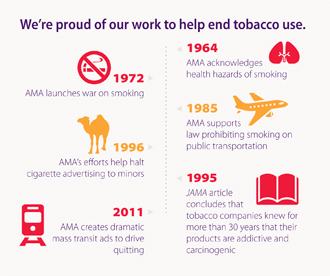 We're proud of our work to help end tobacco use.
1964
AMA acknowledges
health hazards of smoking
1972
AMA launches war on smoking
1985
AMA supports
law prohibiting smoking on
public transportation
1996
AMA's efforts help halt
cigarette advertising to minors
1995
JAMA article
concludes that
tobacco companies knew for
more than 30 years that their
products are addictive and
carcinogenic
2011
AMA creates dramatic
mass transit ads to drive
quitting